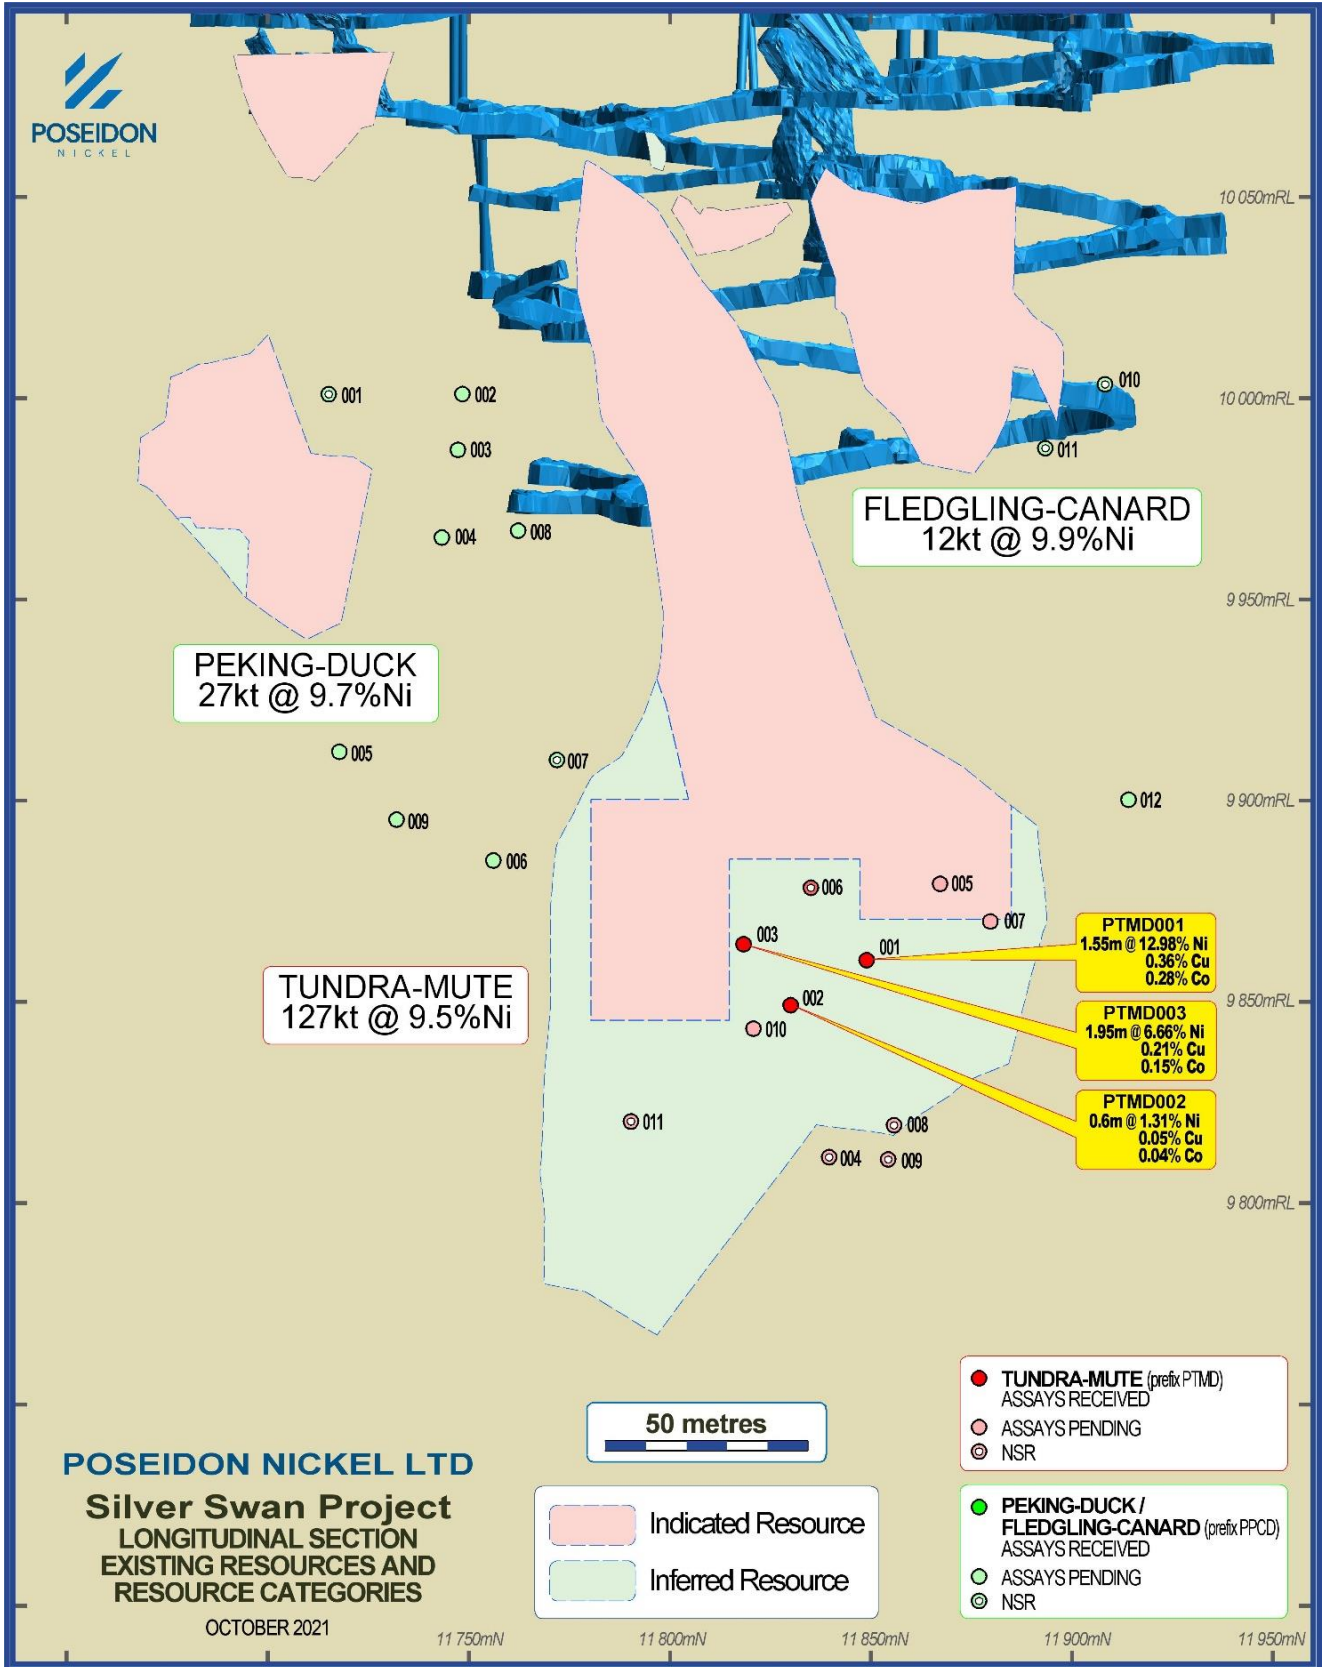 POSEIDON
NICKEL
10 050mRL
001
002
010
10 000mRL
003
011
FLEDGLING-CANARD
12kt @ 9.9%Ni
004
008
9 950mRL
PEKING-DUCK
27kt @ 9.7%Ni
005
007
012
9 900mRL
009
006
006
005
007
003
001
PTMD001
1.55m @ 12.98% Ni
0.36% Cu
0.28% Co
TUNDRA-MUTE
127kt @ 9.5%Ni
002
010
9 850mRL
PTMD003
1.95m @ 6.66% Ni
0.21% Cu
0.15% Co
PTMD002
0.6m @ 1.31% Ni
0.05% Cu
0.04% Co
011
008
004
009
9 800mRL
TUNDRA-MUTE (prefix PTMD)
ASSAYS RECEIVED
ASSAYS PENDING
NSR
50 metres
POSEIDON NICKEL LTD
Silver Swan Project
LONGITUDINAL SECTION
EXISTING RESOURCES AND
RESOURCE CATEGORIES
OCTOBER 2021
Indicated Resource
Inferred Resource
PEKING-DUCK /
FLEDGLING-CANARD (prefix PPCD)
ASSAYS RECEIVED
ASSAYS PENDING
NSR
11 750mN
11 800mN
11 850mN
11 900mN
11 950mN